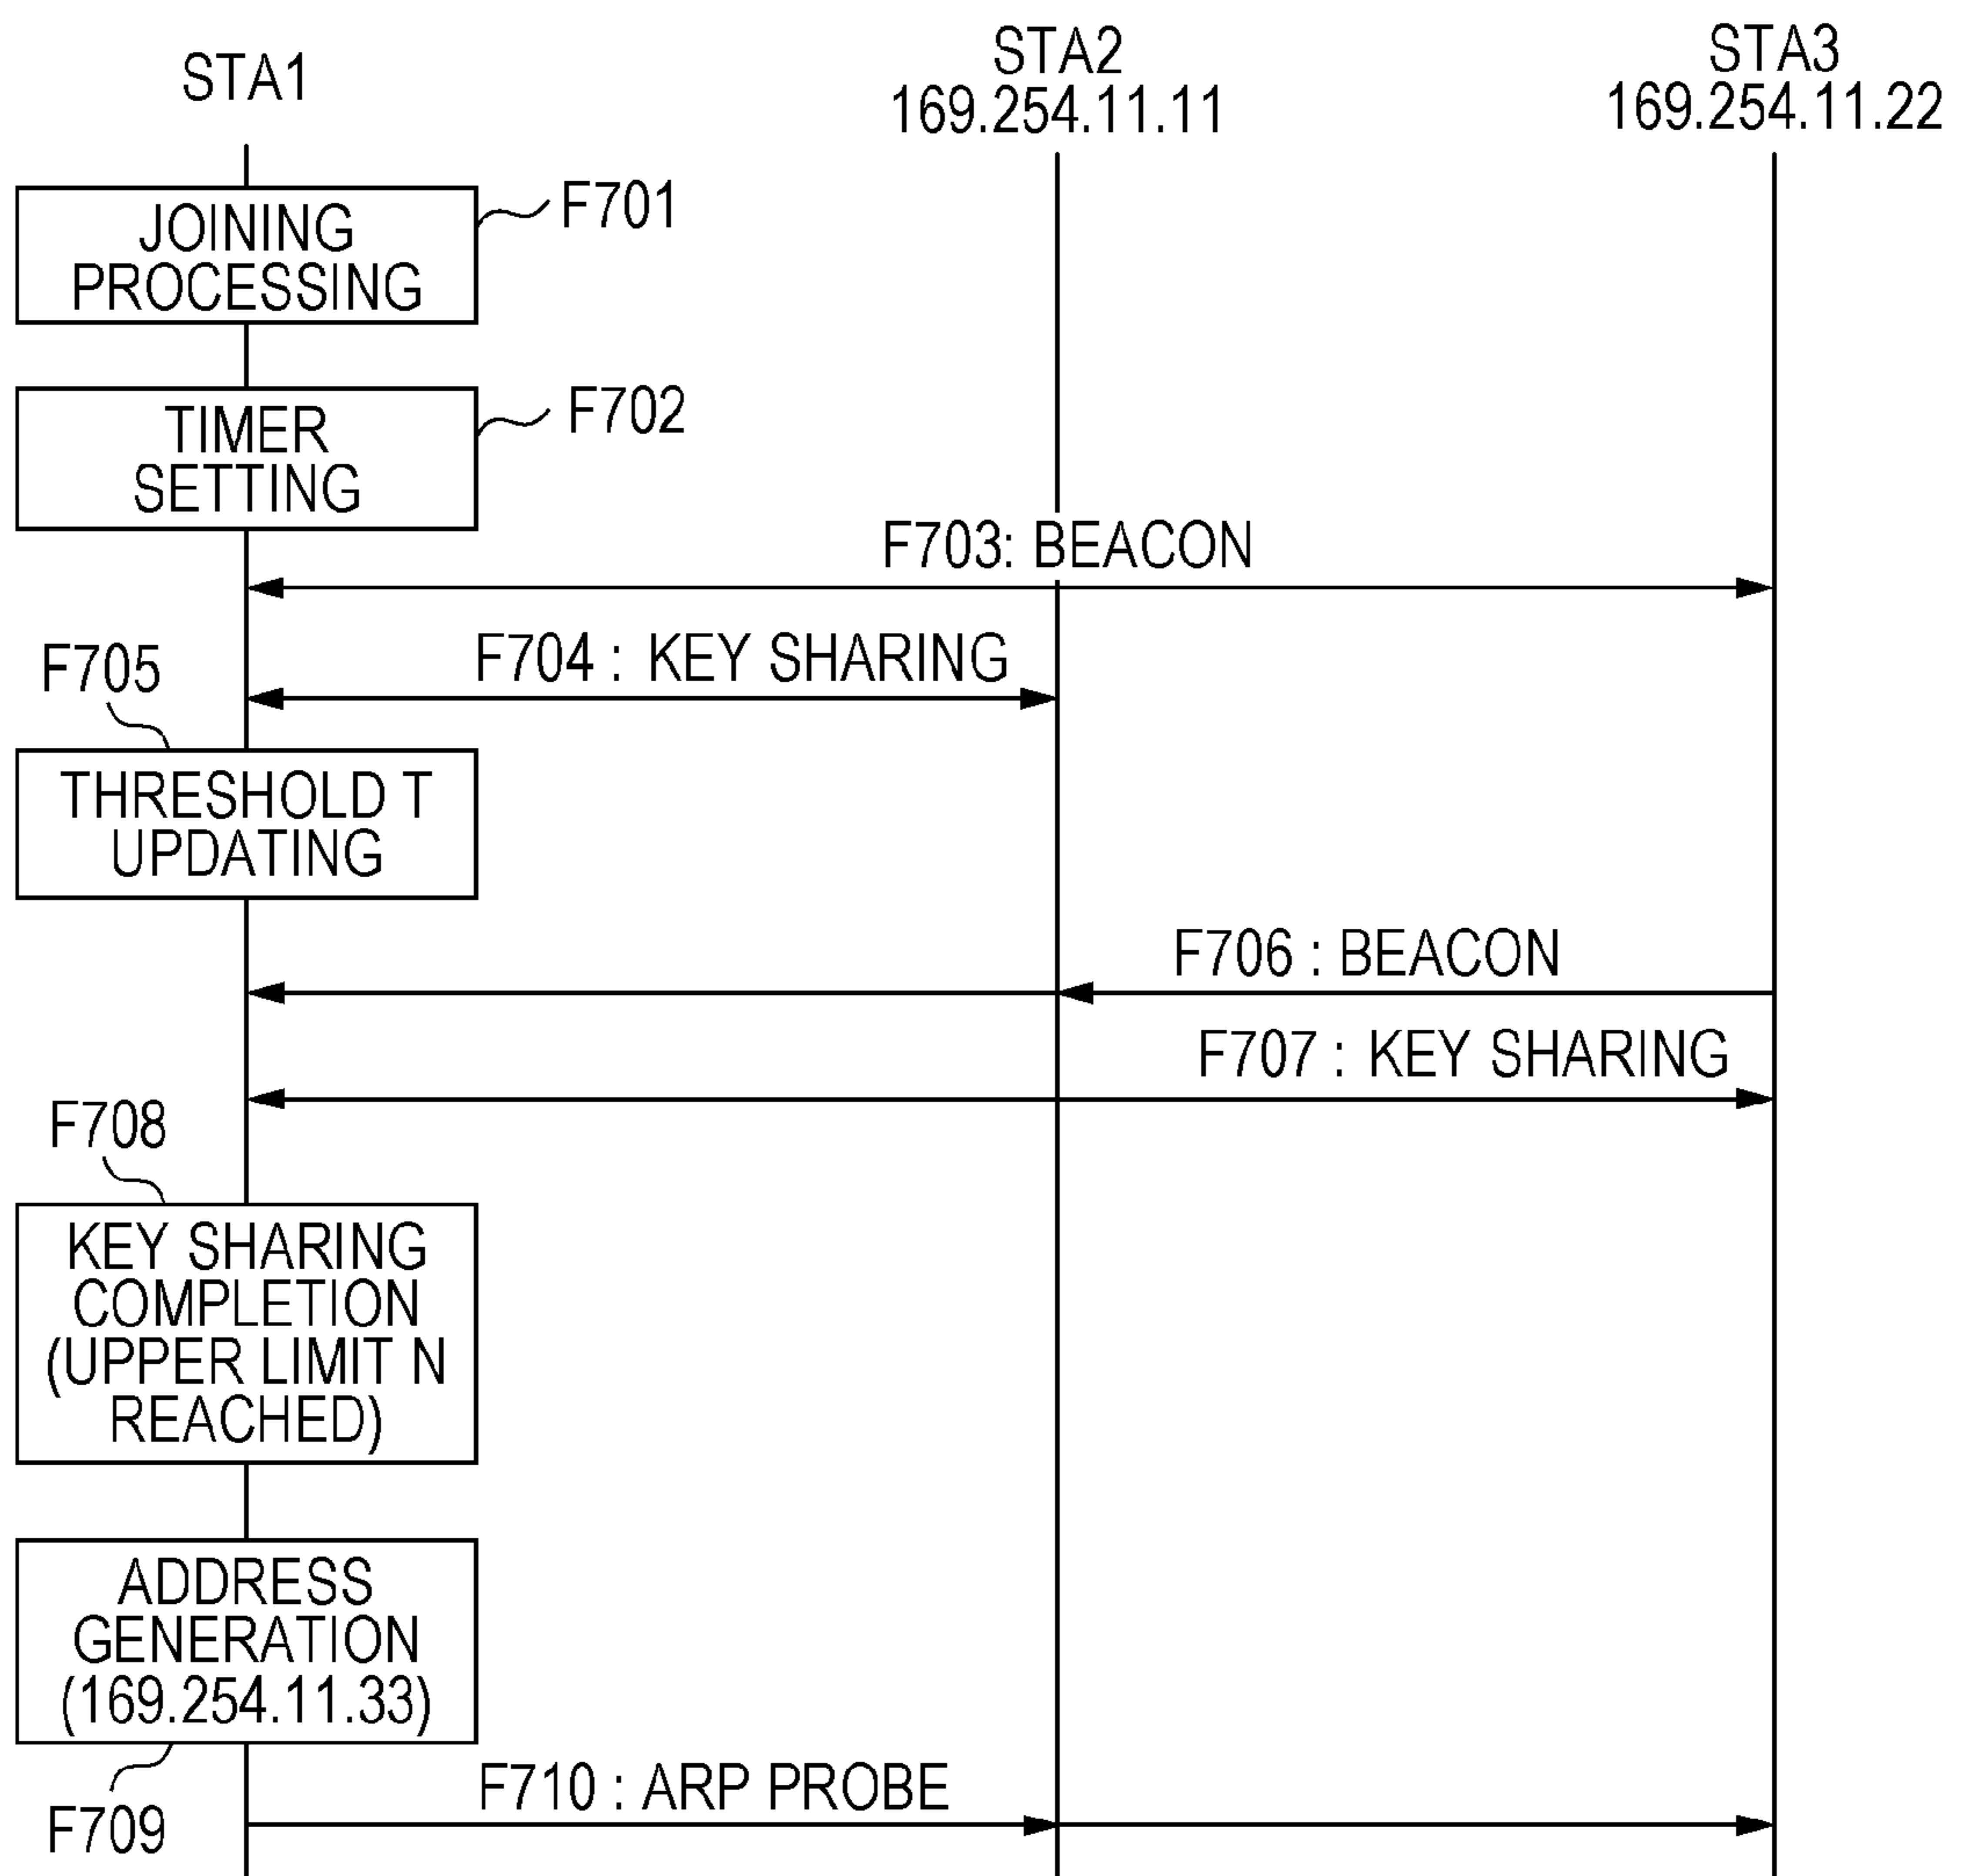 STA1
STA2
169.254.11.11
STA3
169.254.11.22
JOINING
PROCESSING
F701
TIMER
SETTING
F702
F703: BEACON
F704 : KEY SHARING
F705
THRESHOLD T
UPDATING
F706 : BEACON
F707 : KEY SHARING
F708
KEY SHARING
COMPLETION
(UPPER LIMIT N
REACHED)
ADDRESS
GENERATION
(169.254.11.33)
F709
F710 : ARP PROBE